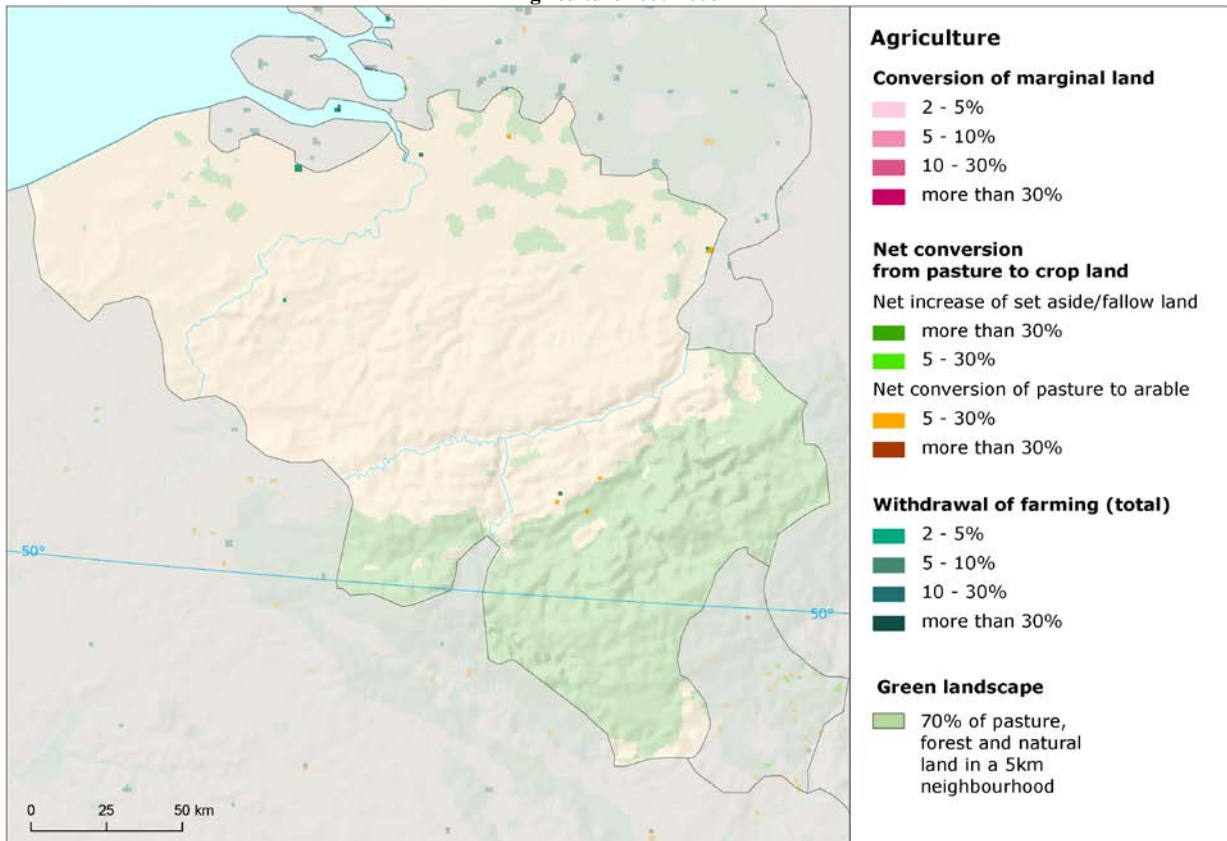 Agriculture
Conversion of marginal land
2 - 5%
5 - 10%
10 - 30%
more than 30%
Net conversion
from pasture to crop land
Net increase of set aside/fallow land
more than 30%
5 - 30%
Net conversion of pasture to arable
5 - 30%
more than 30%
Withdrawal of farming (total)
2 - 5%
5 - 10%
10 - 30%
more than 30%
Green landscape
70% of pasture,
forest and natural
land in a 5km
neighbourhood
50°
50°
0 25 50 km